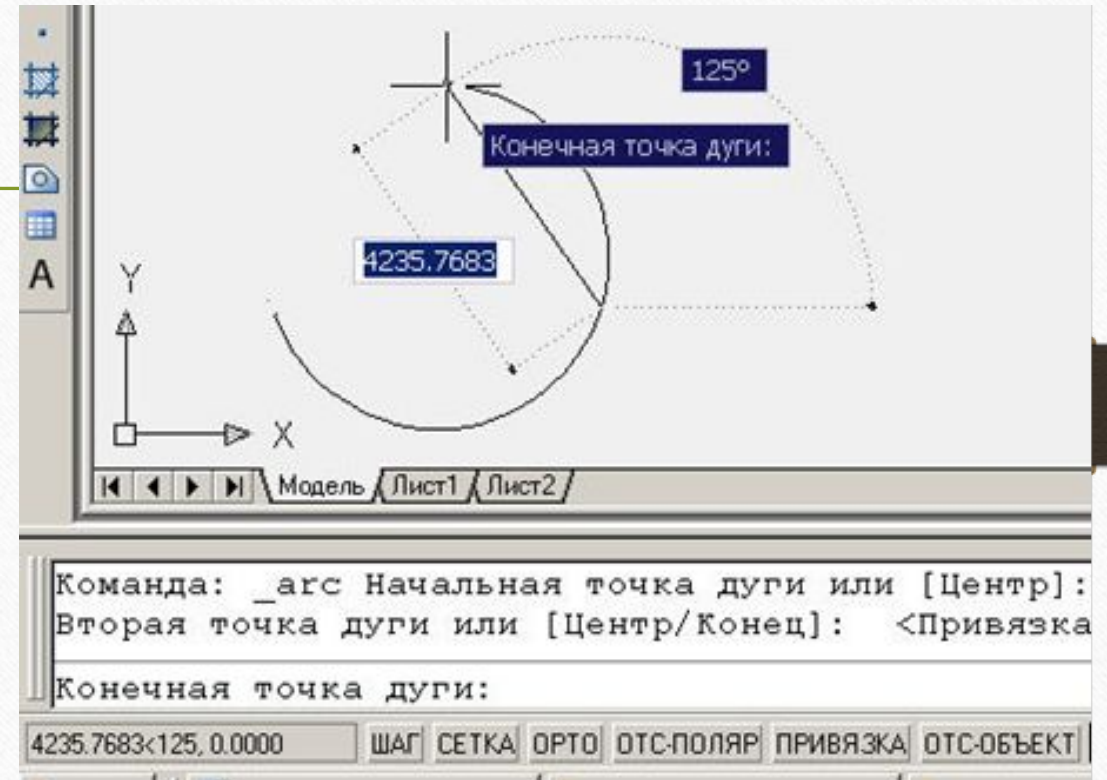 125°
Конечная точка дуги:
4235.7683
A
Y
X
Модель Лист1 Лист2
Команда: _arc Начальная точка дуги или [Центр]:
Вторая точка дуги или [Центр/Конец]: <Привязка
Конечная точка дуги:
4235.7683<125, 0.0000 ШАГ СЕТКА ОРТО ОТС-ПОЛЯР ПРИВЯЗКА ОТС-ОБЪЕКТ